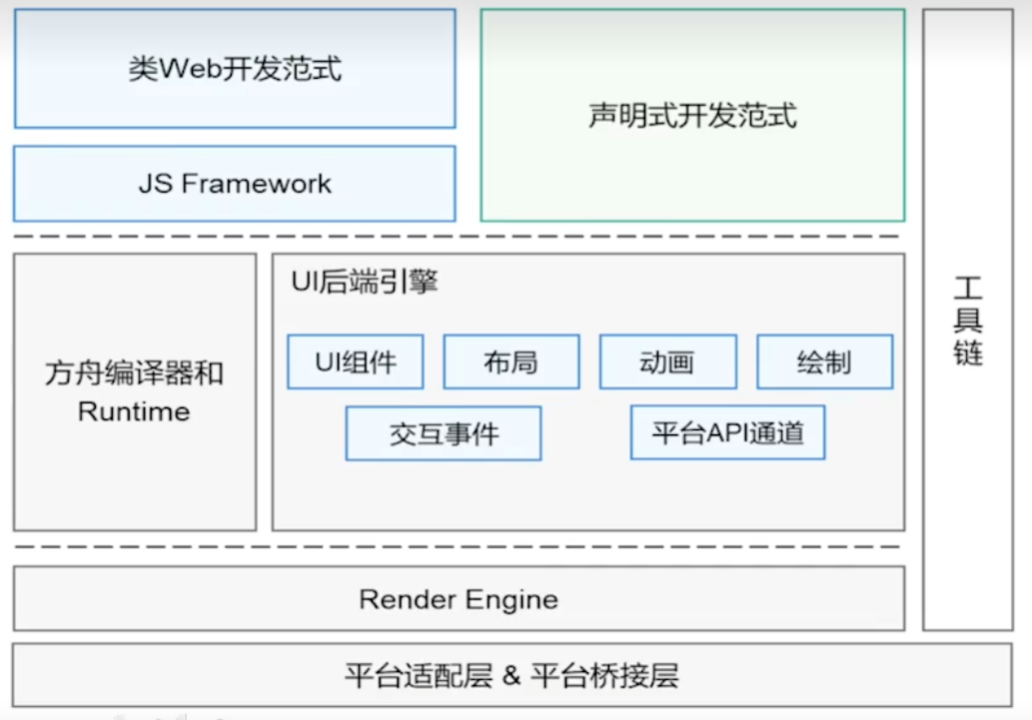 类Web开发范式
声明式开发范式
JS Framework
工具链
UI后端引擎
方舟编译器和
Runtime
UI组件
布局
动画
绘制
交互事件
平台API通道
Render Engine
平台适配层 & 平台桥接层